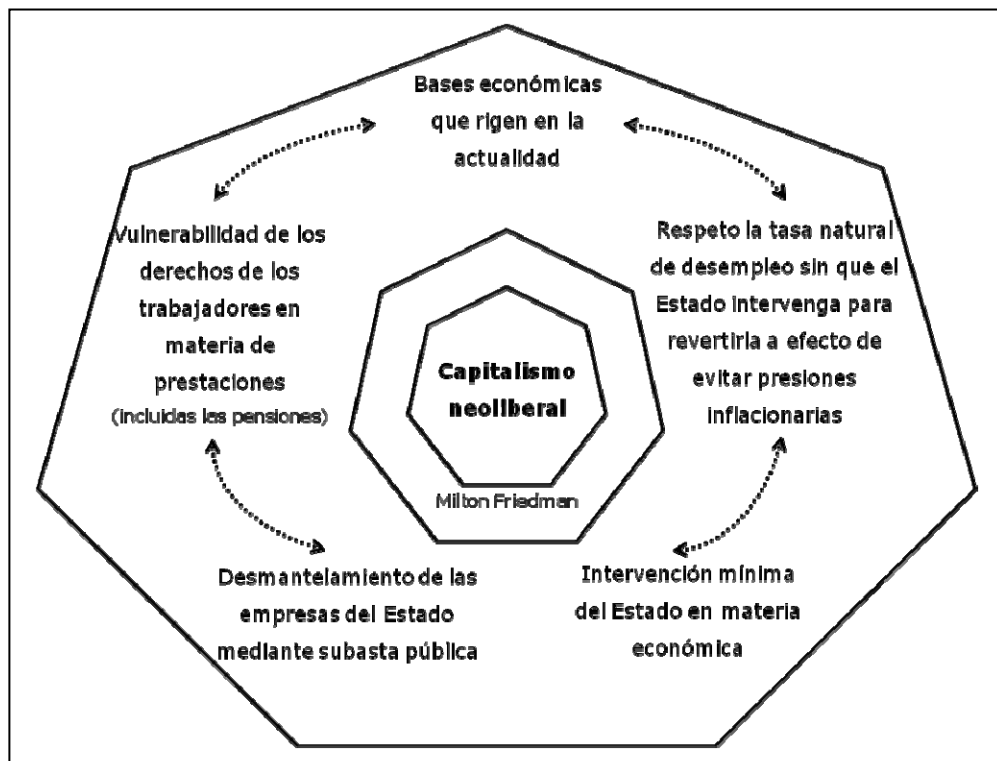 Bases económicas
que rigen en la
actualidad
Vulnerabilidad de los
derechos de los
trabajadores en
materia de
prestaciones
(incluidas las pensiones)
Respeto la tasa natural
de desempleo sin que el
Estado intervenga para
revertirla a efecto de
evitar presiones
inflacionarias
Capitalismo
neoliberal
Milton Friedman
Desmantelamiento de las
empresas del Estado
mediante subasta pública
Intervención mínima
del Estado en materia
económica